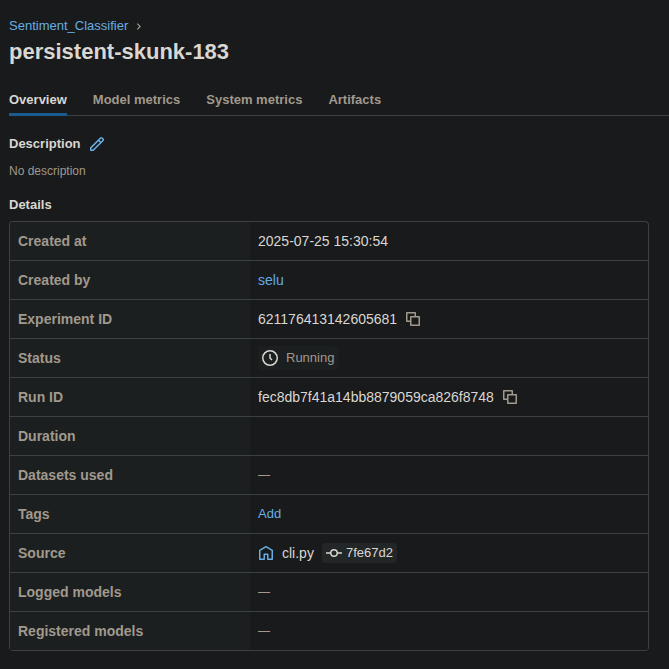 Sentiment_Classifier ›
persistent-skunk-183
Overview Model metrics System metrics Artifacts
Description
No description
Details
Created at 2025-07-25 15:30:54
Created by selu
Experiment ID 621176413142605681
Status Running
Run ID fec8db7f41a14bb8879059ca826f8748
Duration
Datasets used —
Tags Add
Source cli.py 7fe67d2
Logged models —
Registered models —